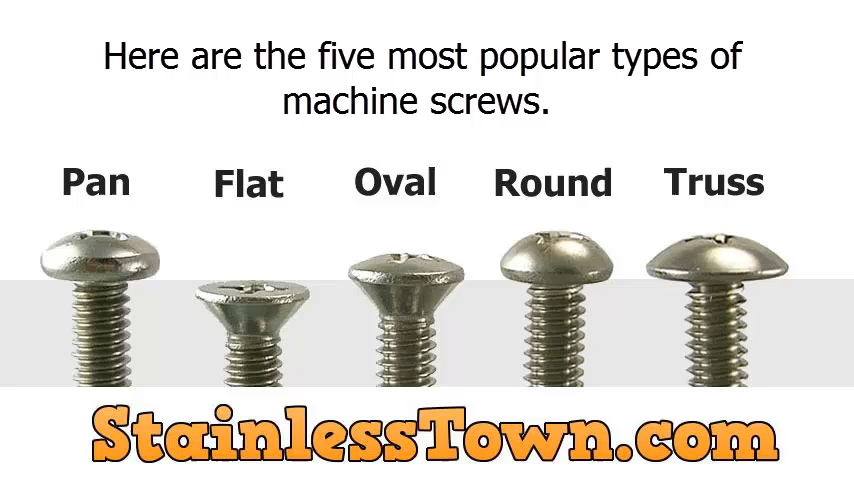 Here are the five most popular types of
machine screws.
Pan Flat Oval Round Truss
StainlessTown.com